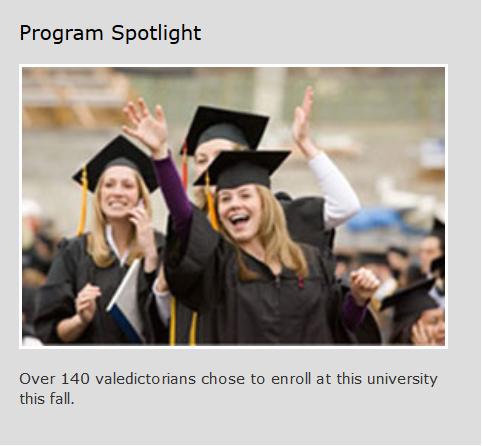 Program Spotlight
Over 140 valedictorians chose to enroll at this university
this fall.